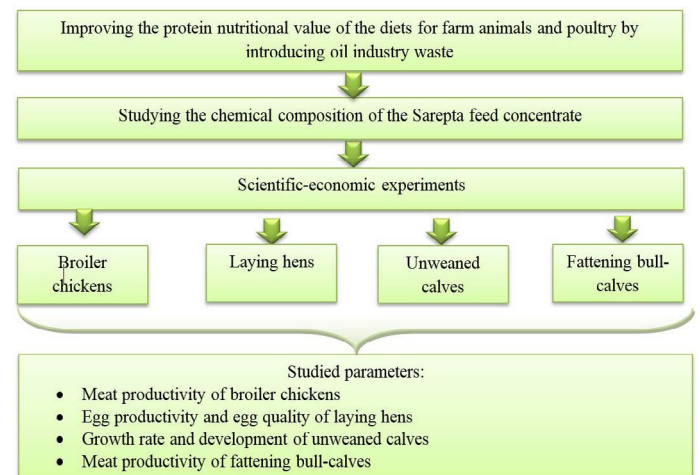 Improving the protein nutritional value of the diets for farm animals and poultry by
introducing oil industry waste
Studying the chemical composition of the Sarepta feed concentrate
Scientific-economic experiments
Broiler
chickens
Laying hens
Unweaned
calves
Fattening bull-
calves
Studied parameters:
• Meat productivity of broiler chickens
• Egg productivity and egg quality of laying hens
• Growth rate and development of unweaned calves
• Meat productivity of fattening bull-calves